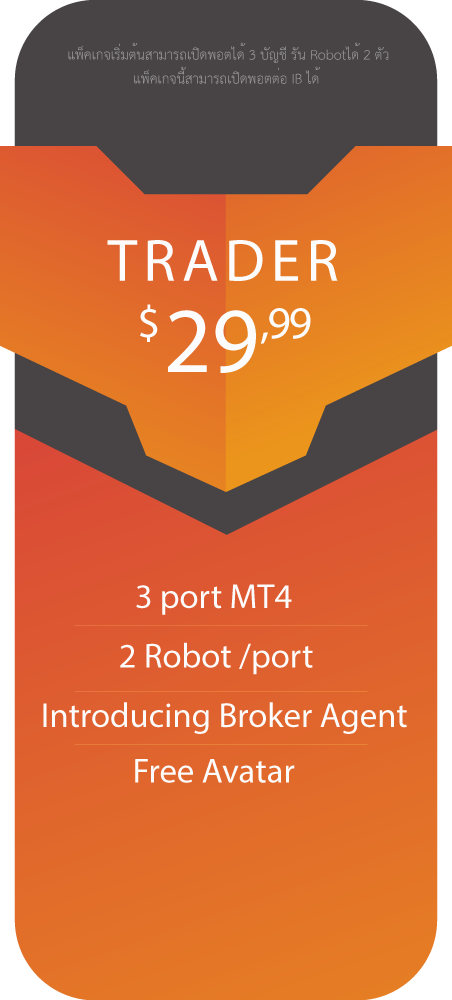 แพ็คเกจเริ่มต้นสามารถเปิดพอตได้ 3 บัญชี รัน Robotได้ 2 ตัว
แพ็คเกจนี้สามารถเปิดพอตต่อ IB ได้
TRADER
$29,99
3 port MT4
2 Robot /port
Introducing Broker Agent
Free Avatar